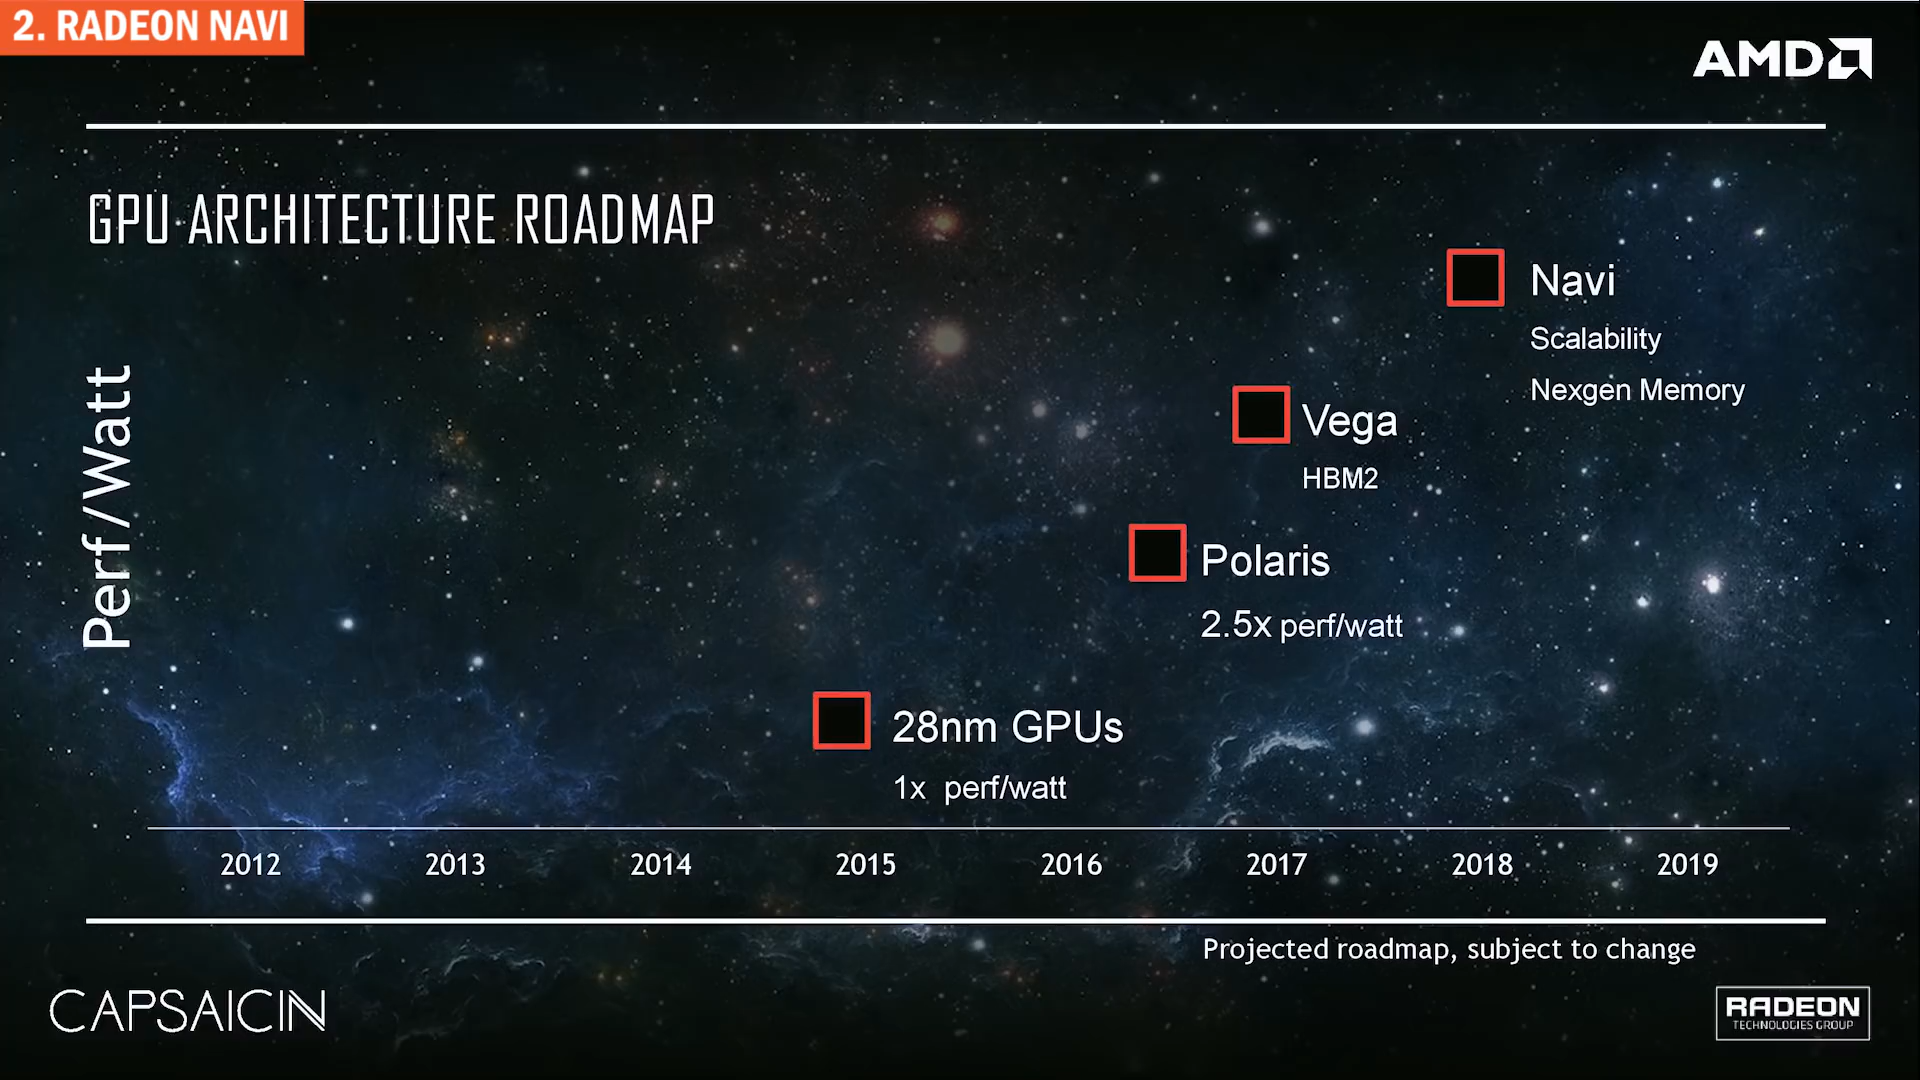 2. RADEON NAVI
AMD
GPU ARCHITECTURE ROADMAP
Perf/Watt
Navi
Scalability
Nexgen Memory
Vega
HBM2
Polaris
2.5x perf/watt
28nm GPUs
1x perf/watt
2012 2013 2014 2015 2016 2017 2018 2019
Projected roadmap, subject to change
CAPSAICIN
RADEON
TECHNOLOGIES GROUP